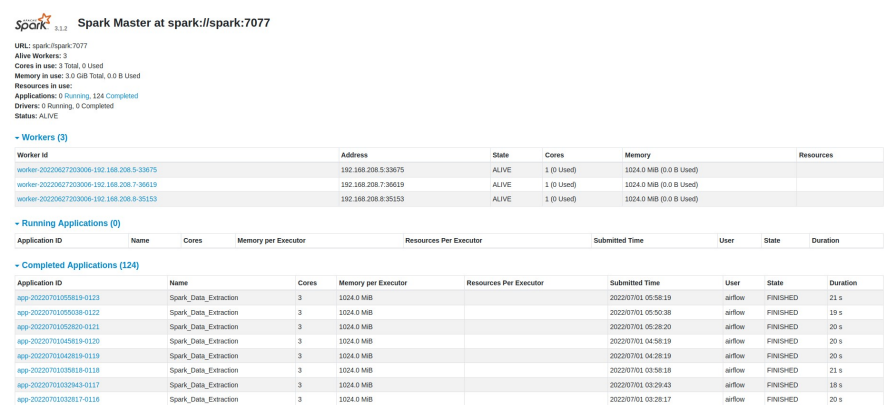 APACHE
Spark 3.1.2 Spark Master at spark://spark:7077
URL: spark://spark:7077
Alive Workers: 3
Cores in use: 3 Total, 0 Used
Memory in use: 3.0 GiB Total, 0.0 B Used
Resources in use:
Applications: 0 Running, 124 Completed
Drivers: 0 Running, 0 Completed
Status: ALIVE
Workers (3)
Worker Id Address State Cores Memory Resources
worker-20220627203006-192.168.208.5-33675 192.168.208.5:33675 ALIVE 1 (0 Used) 1024.0 MiB (0.0 B Used)
worker-20220627203006-192.168.208.7-36619 192.168.208.7:36619 ALIVE 1 (0 Used) 1024.0 MiB (0.0 B Used)
worker-20220627203006-192.168.208.8-35153 192.168.208.8:35153 ALIVE 1 (0 Used) 1024.0 MiB (0.0 B Used)
Running Applications (0)
Application ID Name Cores Memory per Executor Resources Per Executor Submitted Time User State Duration
Completed Applications (124)
Application ID Name Cores Memory per Executor Resources Per Executor Submitted Time User State Duration
app-20220701055819-0123 Spark_Data_Extraction 3 1024.0 MiB 2022/07/01 05:58:19 airflow FINISHED 21 s
app-20220701055038-0122 Spark_Data_Extraction 3 1024.0 MiB 2022/07/01 05:50:38 airflow FINISHED 19 s
app-20220701052820-0121 Spark_Data_Extraction 3 1024.0 MiB 2022/07/01 05:28:20 airflow FINISHED 20 s
app-20220701045819-0120 Spark_Data_Extraction 3 1024.0 MiB 2022/07/01 04:58:19 airflow FINISHED 20 s
app-20220701042819-0119 Spark_Data_Extraction 3 1024.0 MiB 2022/07/01 04:28:19 airflow FINISHED 20 s
app-20220701035818-0118 Spark_Data_Extraction 3 1024.0 MiB 2022/07/01 03:58:18 airflow FINISHED 21 s
app-20220701032943-0117 Spark_Data_Extraction 3 1024.0 MiB 2022/07/01 03:29:43 airflow FINISHED 18 s
app-20220701032817-0116 Spark_Data_Extraction 3 1024.0 MiB 2022/07/01 03:28:17 airflow FINISHED 20 s